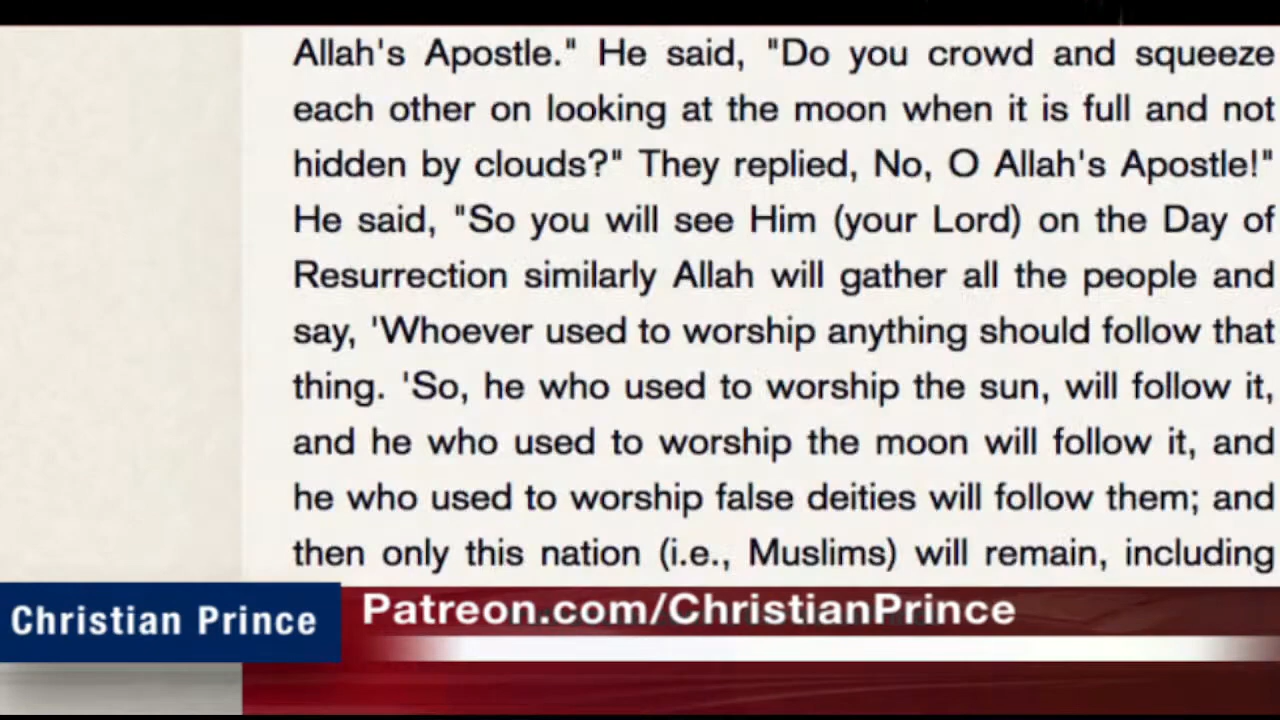 Allah's Apostle." He said, "Do you crowd and squeeze
each other on looking at the moon when it is full and not
hidden by clouds?" They replied, No, O Allah's Apostle!"
He said, "So you will see Him (your Lord) on the Day of
Resurrection similarly Allah will gather all the people and
say, 'Whoever used to worship anything should follow that
thing. 'So, he who used to worship the sun, will follow it,
and he who used to worship the moon will follow it, and
he who used to worship false deities will follow them; and
then only this nation (i.e., Muslims) will remain, including
Christian Prince
Patreon.com/ChristianPrince